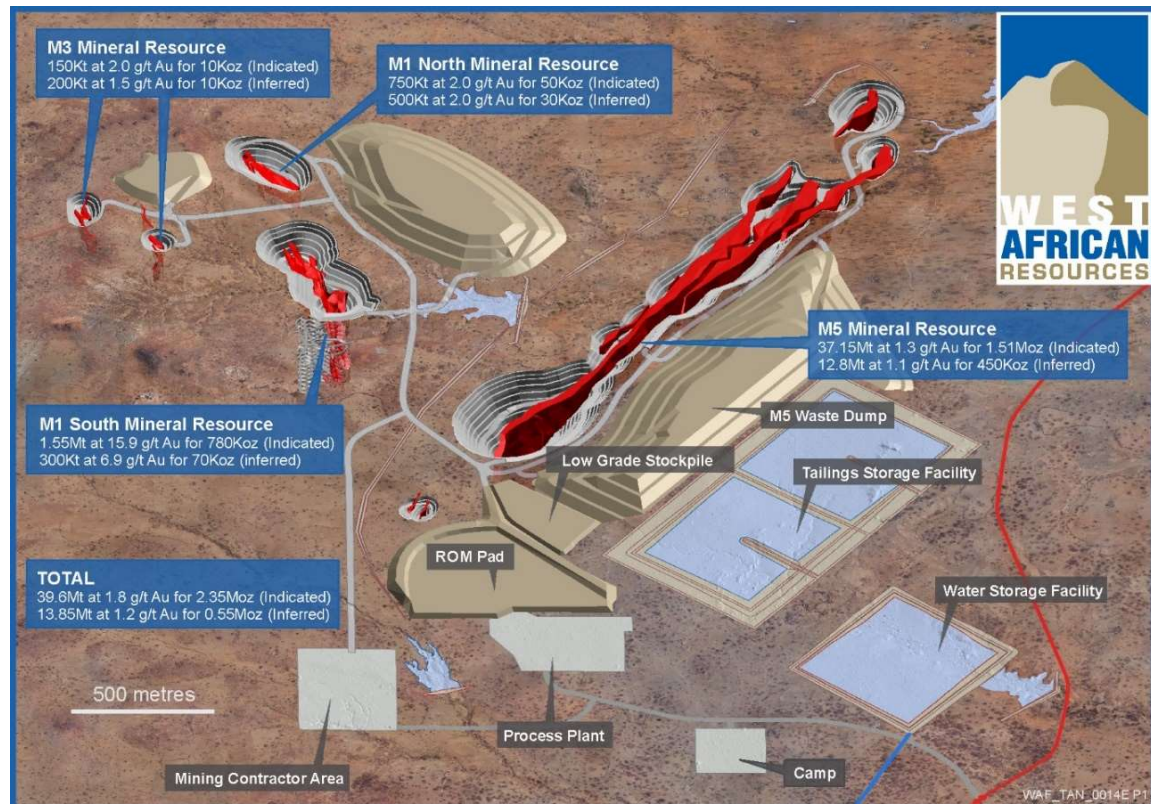 M3 Mineral Resource
150Kt at 2.0 g/t Au for 10Koz (Indicated)
200Kt at 1.5 g/t Au for 10Koz (Inferred)
M1 North Mineral Resource
750Kt at 2.0 g/t Au for 50Koz (Indicated)
500Kt at 2.0 g/t Au for 30Koz (Inferred)
WEST
AFRICAN
RESOURCES
M5 Mineral Resource
37.15Mt at 1.3 g/t Au for 1.51Moz (Indicated)
12.8Mt at 1.1 g/t Au for 450Koz (Inferred)
M1 South Mineral Resource
1.55Mt at 15.9 g/t Au for 780Koz (Indicated)
300Kt at 6.9 g/t Au for 70Koz (inferred)
M5 Waste Dump
Low Grade Stockpile
Tailings Storage Facility
ROM Pad
TOTAL
39.6Mt at 1.8 g/t Au for 2.35Moz (Indicated)
13.85Mt at 1.2 g/t Au for 0.55Moz (Inferred)
Water Storage Facility
500 metres
Process Plant
Mining Contractor Area
Camp
WAF_TAN_0014E P1